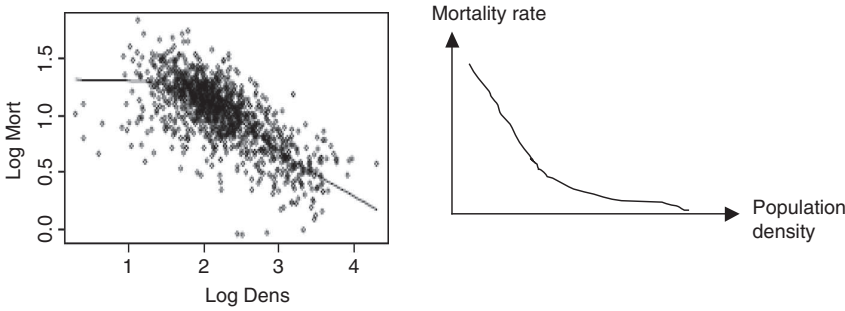 Log Mort
1.5
1.0
0.5
0.0
1 2 3 4
Log Dens
Mortality rate
Population
density